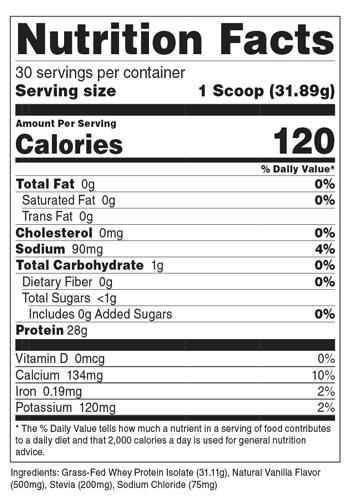 Nutrition Facts
30 servings per container
Serving size 1 Scoop (31.89g)
Amount Per Serving
Calories 120
% Daily Value*
Total Fat 0g 0%
Saturated Fat 0g 0%
Trans Fat 0g
Cholesterol 0mg 0%
Sodium 90mg 4%
Total Carbohydrate 1g 0%
Dietary Fiber 0g 0%
Total Sugars <1g
Includes 0g Added Sugars 0%
Protein 28g
Vitamin D 0mcg 0%
Calcium 134mg 10%
Iron 0.19mg 2%
Potassium 120mg 2%
* The % Daily Value tells how much a nutrient in a serving of food contributes
to a daily diet and that 2,000 calories a day is used for general nutrition
advice.
Ingredients: Grass-Fed Whey Protein Isolate (31.11g), Natural Vanilla Flavor
(500mg), Stevia (200mg), Sodium Chloride (75mg)